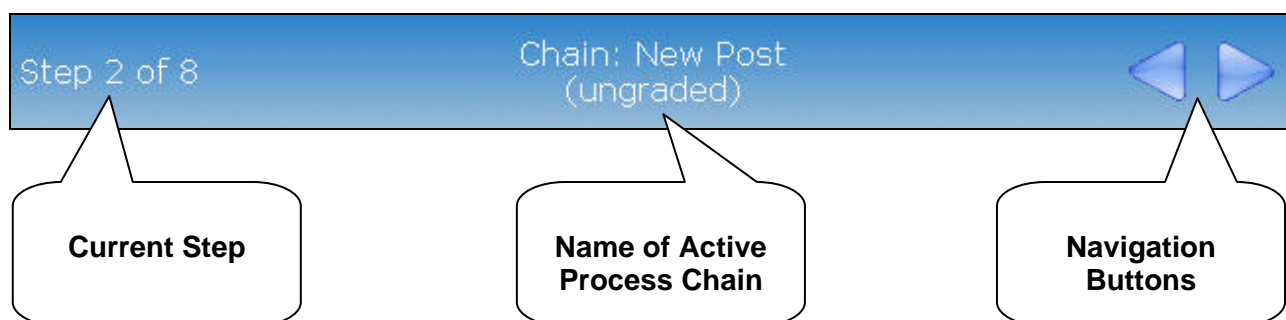 Step 2 of 8
Chain: New Post
(ungraded)
Current Step
Name of Active
Process Chain
Navigation
Buttons